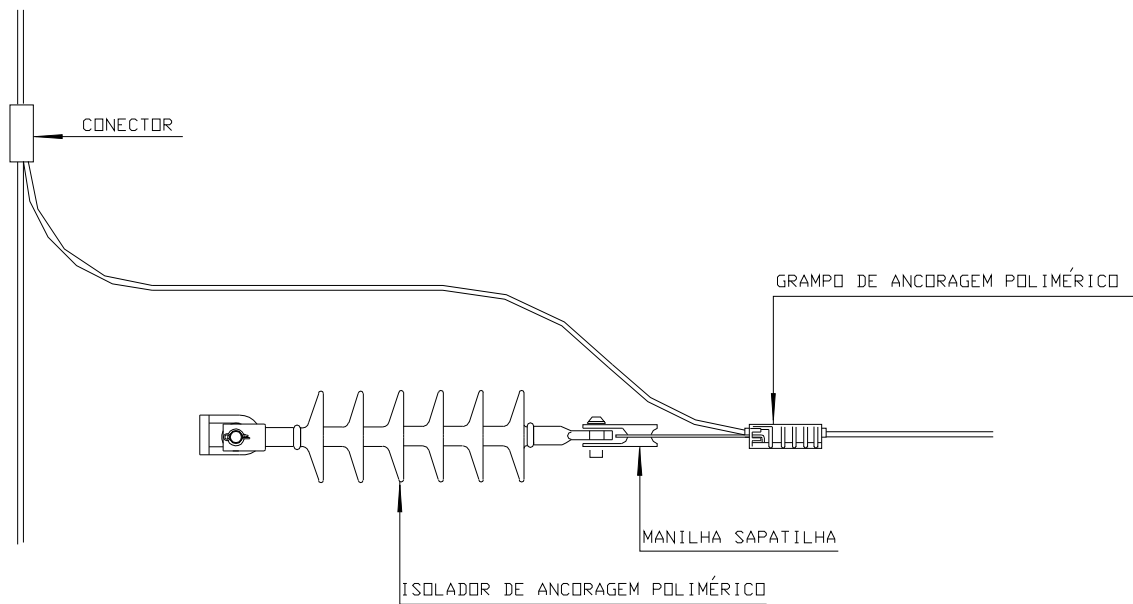 CONECTOR
GRAMPO DE ANCORAGEM POLIMÉRICO
MANILHA SAPATILHA
ISOLADOR DE ANCORAGEM POLIMÉRICO